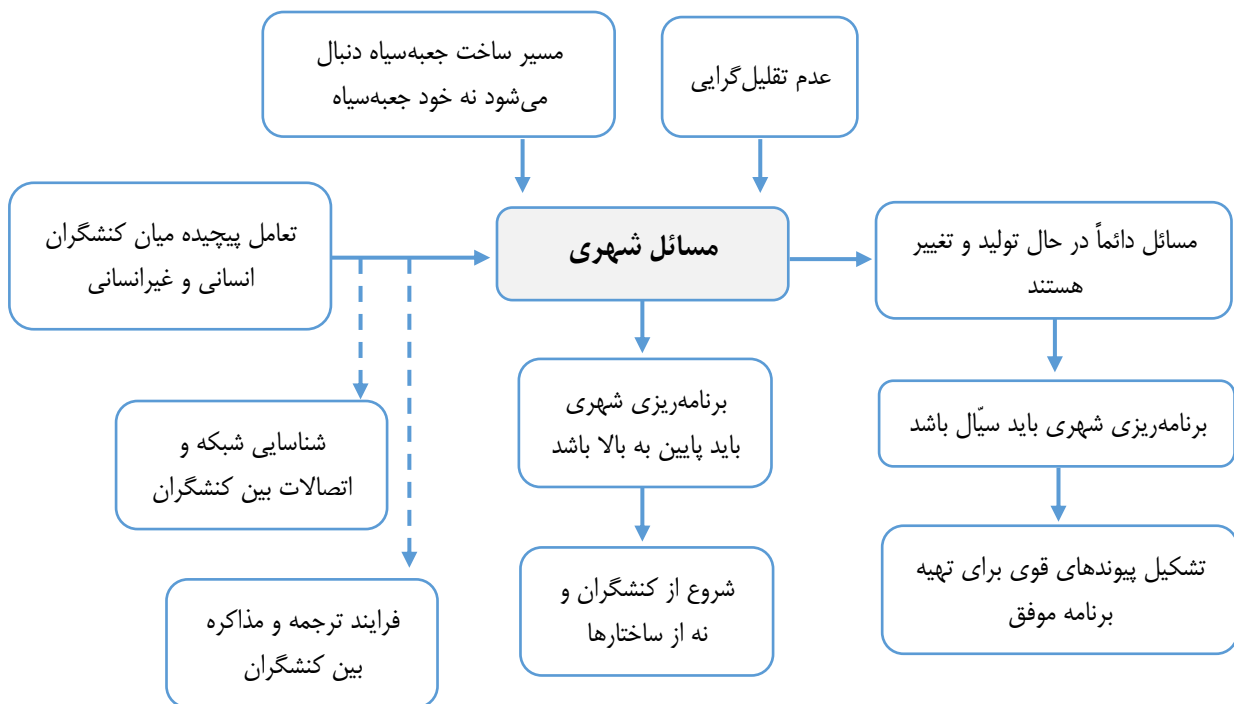 مسیر ساخت جعبه‌سیاه دنبال
می‌شود نه خود جعبه‌سیاه
عدم تقلیل‌گرایی
تعامل پیچیده میان کنشگران
انسانی و غیرانسانی
مسائل شهری
مسائل دائماً در حال تولید و تغییر
هستند
شناسایی شبکه و
اتصالات بین کنشگران
برنامه‌ریزی شهری
باید پایین به بالا باشد
برنامه‌ریزی شهری باید سیّال باشد
فرایند ترجمه و مذاکره
بین کنشگران
شروع از کنشگران و
نه از ساختارها
تشکیل پیوندهای قوی برای تهیه
برنامه موفق